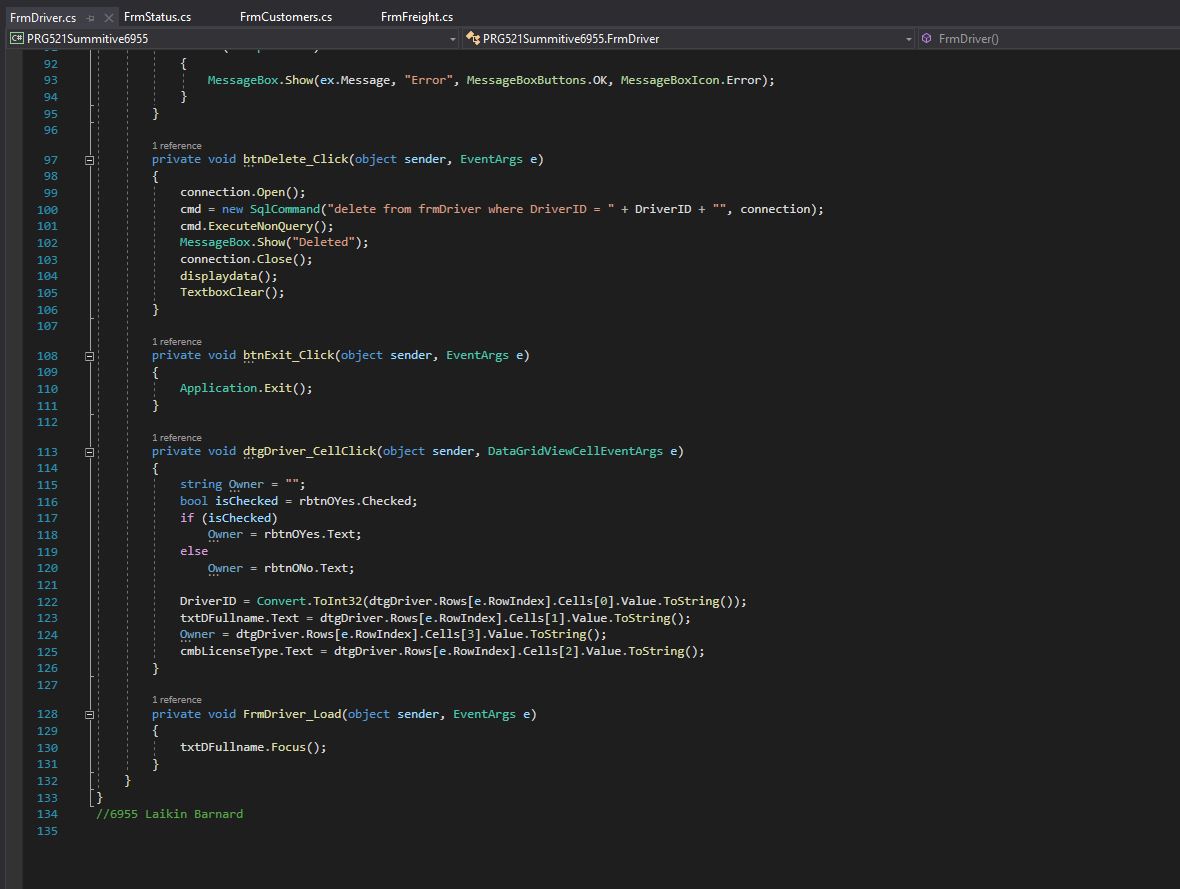 FrmDriver.cs FrmStatus.cs FrmCustomers.cs FrmFreight.cs
C# PRG521Summitive6955 PRG521Summitive6955.FrmDriver FrmDriver()
92 {
93 MessageBox.Show(ex.Message, "Error", MessageBoxButtons.OK, MessageBoxIcon.Error);
94 }
95 }
96
1 reference
97 private void btnDelete_Click(object sender, EventArgs e)
98 {
99 connection.Open();
100 cmd = new SqlCommand("delete from frmDriver where DriverID = " + DriverID + "", connection);
101 cmd.ExecuteNonQuery();
102 MessageBox.Show("Deleted");
103 connection.Close();
104 displaydata();
105 TextboxClear();
106 }
107
1 reference
108 private void btnExit_Click(object sender, EventArgs e)
109 {
110 Application.Exit();
111 }
112
1 reference
113 private void dtgDriver_CellClick(object sender, DataGridViewCellEventArgs e)
114 {
115 string Owner = "";
116 bool isChecked = rbtnOYes.Checked;
117 if (isChecked)
118 Owner = rbtnOYes.Text;
119 else
120 Owner = rbtnONo.Text;
121
122 DriverID = Convert.ToInt32(dtgDriver.Rows[e.RowIndex].Cells[0].Value.ToString());
123 txtDFullname.Text = dtgDriver.Rows[e.RowIndex].Cells[1].Value.ToString();
124 Owner = dtgDriver.Rows[e.RowIndex].Cells[3].Value.ToString();
125 cmbLicenseType.Text = dtgDriver.Rows[e.RowIndex].Cells[2].Value.ToString();
126 }
127
1 reference
128 private void FrmDriver_Load(object sender, EventArgs e)
129 {
130 txtDFullname.Focus();
131 }
132 }
133 }
134 //6955 Laikin Barnard
135